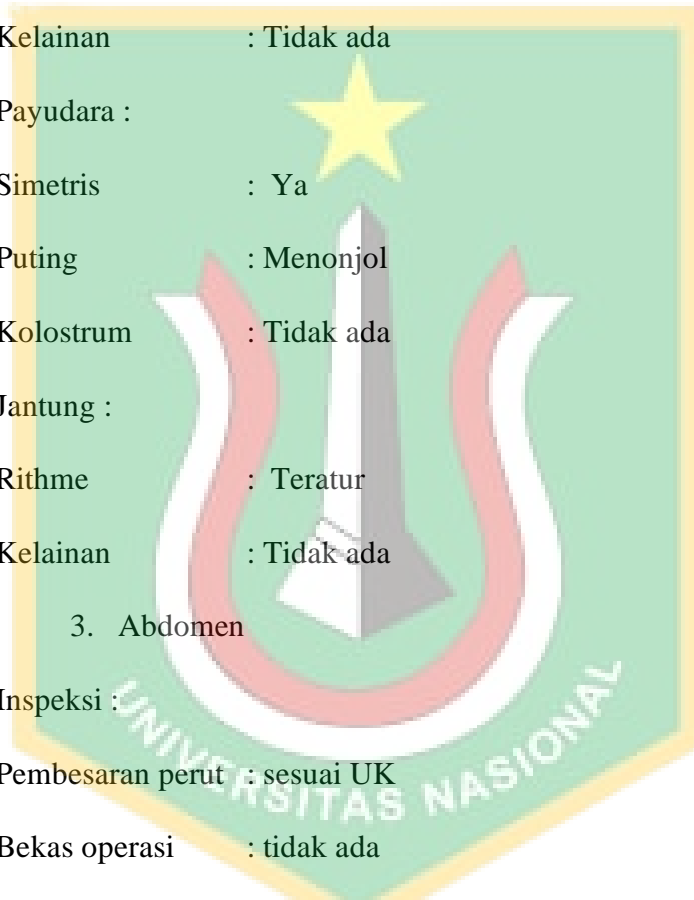 Kelainan : Tidak ada
Payudara :
Simetris : Ya
Puting : Menonjol
Kolostrum : Tidak ada
Jantung :
Rithme : Teratur
Kelainan : Tidak ada
3. Abdomen
Inspeksi :
Pembesaran perut : sesuai UK
Bekas operasi : tidak ada
UNIVERSITAS NASIONAL